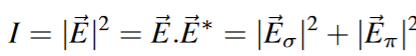 I = |E⃗|² = E⃗.E⃗* = |E⃗σ|² + |E⃗π|²